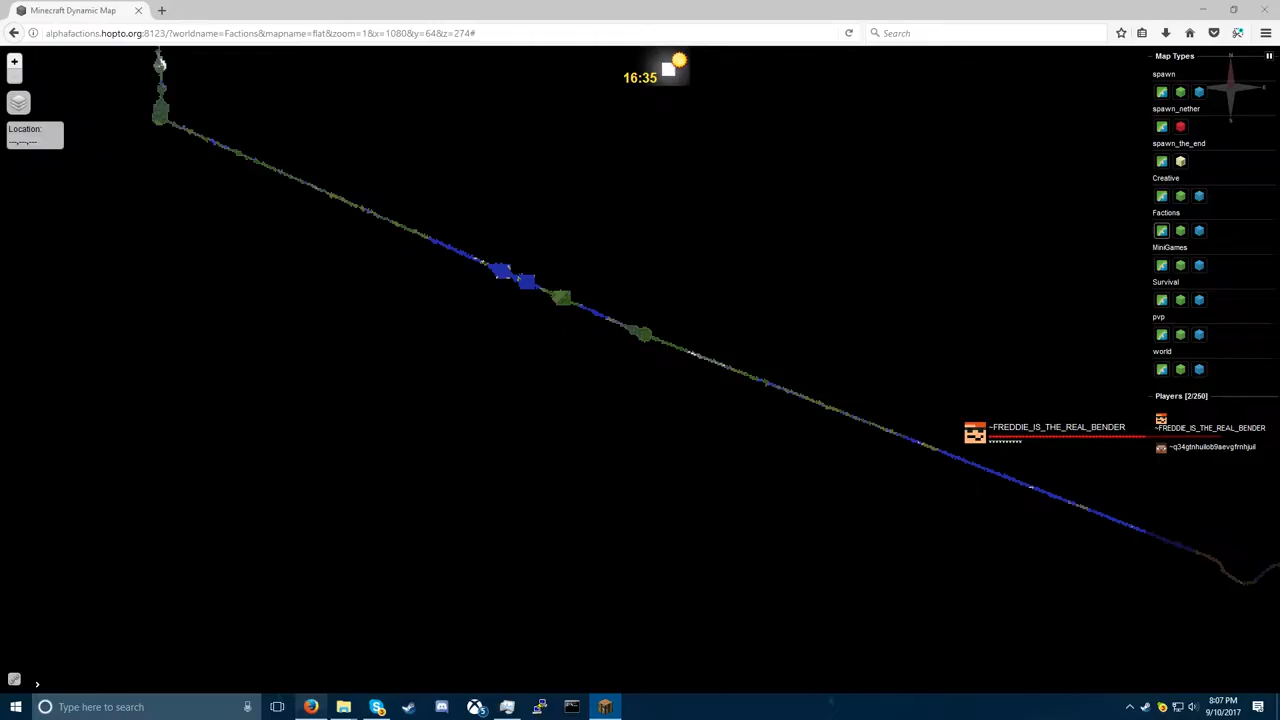 Minecraft Dynamic Map
alphafactions.hopto.org:8123/?worldname=Factions&mapname=flat&zoom=1&x=1080&y=64&z=274#
Search
+
16:35
Location:
---,---,---
Map Types
N
spawn
spawn_nether
spawn_the_end
Creative
Factions
MiniGames
Survival
pvp
world
Players [2/250]
~FREDDIE_IS_THE_REAL_BENDER
~FREDDIE_IS_THE_REAL_BENDER
~q34gtnhuilob9aevgfrnhjuil
Type here to search
8:07 PM
9/10/2017